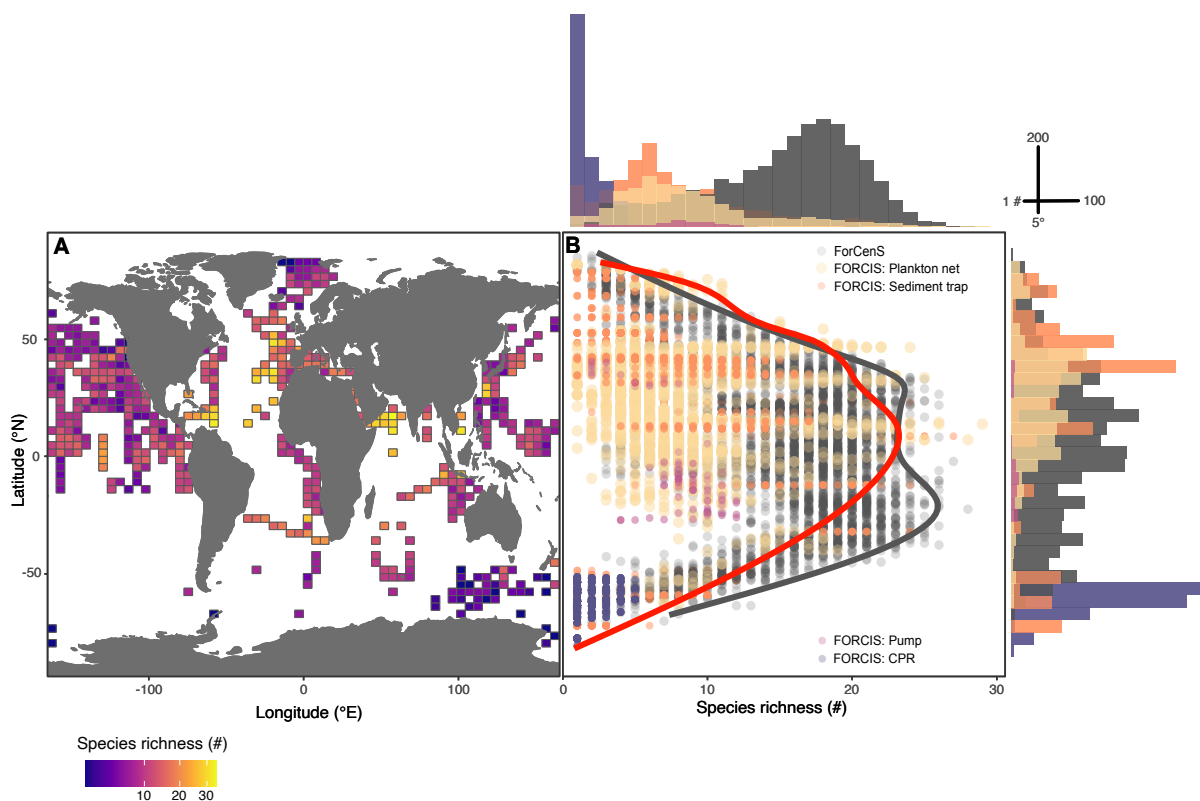 200
1 #
100
5°
A
B
ForCenS
FORCIS: Plankton net
FORCIS: Sediment trap
50
0
-50
Latitude (°N)
FORCIS: Pump
FORCIS: CPR
-100
0
100
0
10
20
30
Longitude (°E)
Species richness (#)
Species richness (#)
10
20
30